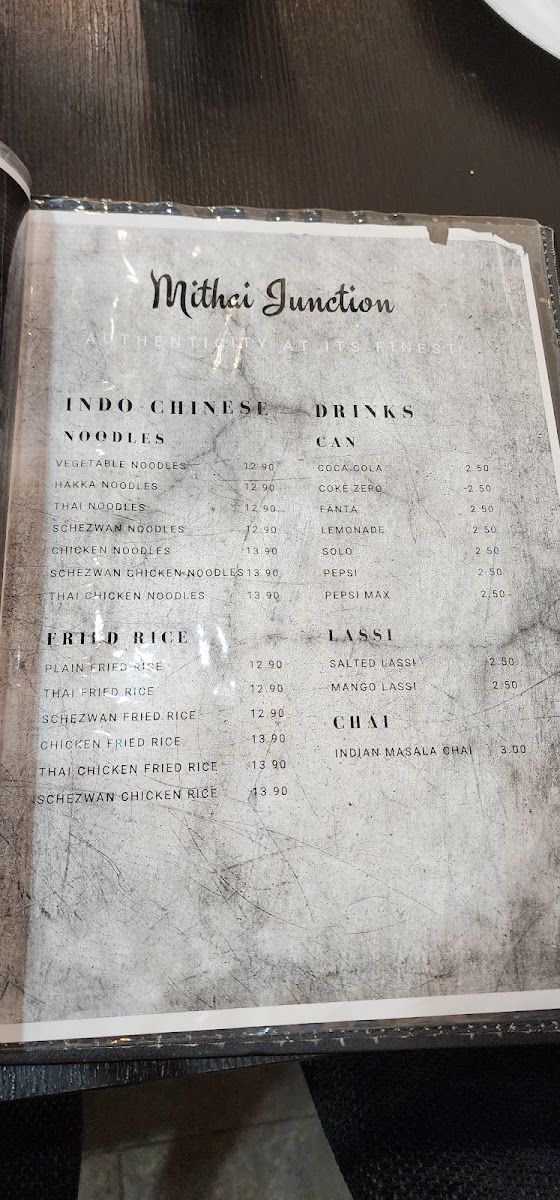 Mithai Junction
AUTHENTICITY AT ITS FINEST
INDO-CHINESE
NOODLES
VEGETABLE NOODLES 12.90
HAKKA NOODLES 12.90
THAI NOODLES 12.90
SCHEZWAN NOODLES 12.90
CHICKEN NOODLES 13.90
SCHEZWAN CHICKEN NOODLES 13.90
THAI CHICKEN NOODLES 13.90
FRIED RICE
PLAIN FRIED RISE 12.90
THAI FRIED RICE 12.90
SCHEZWAN FRIED RICE 12.90
CHICKEN FRIED RICE 13.90
THAI CHICKEN FRIED RICE 13.90
SCHEZWAN CHICKEN RICE 13.90
DRINKS
CAN
COCA COLA 2.50
COKE ZERO 2.50
FANTA 2.50
LEMONADE 2.50
SOLO 2.50
PEPSI 2.50
PEPSI MAX 2.50
LASSI
SALTED LASSI 2.50
MANGO LASSI 2.50
CHAI
INDIAN MASALA CHAI 3.00